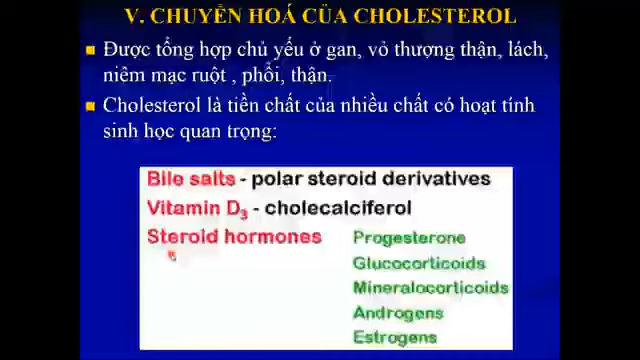 V. CHUYỂN HOÁ CỦA CHOLESTEROL
Được tổng hợp chủ yếu ở gan, vỏ thượng thận, lách,
niêm mạc ruột , phổi, thận.
Cholesterol là tiền chất của nhiều chất có hoạt tính
sinh học quan trọng:
Bile salts - polar steroid derivatives
Vitamin D3 - cholecalciferol
Steroid hormones Progesterone
Glucocorticoids
Mineralocorticoids
Androgens
Estrogens